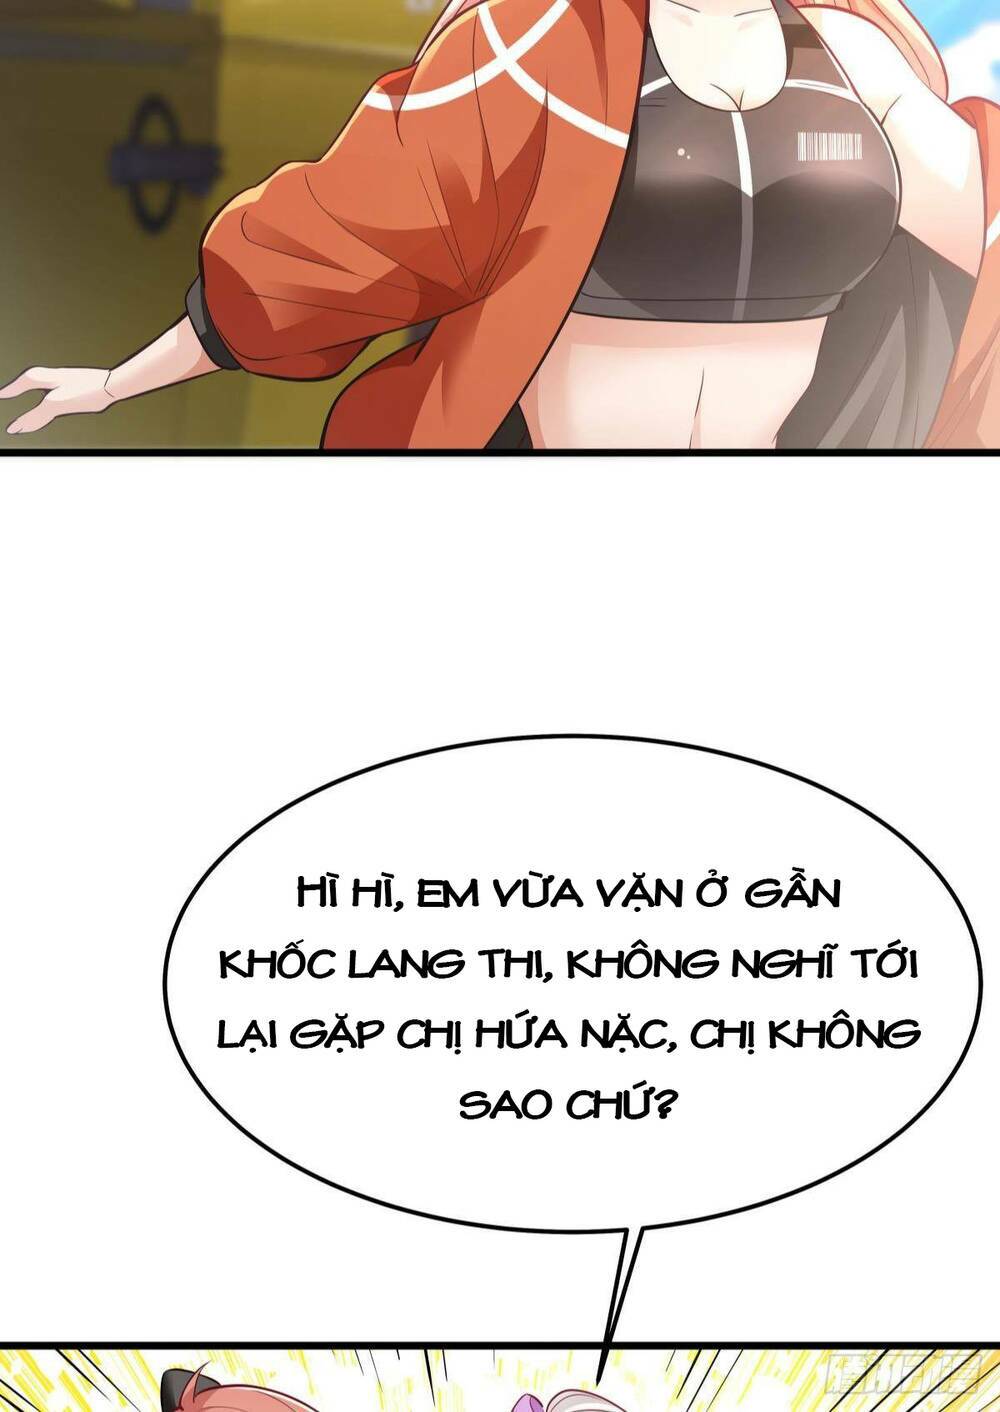 HÌ HÌ, EM VỪA VẶN Ở GẦN
KHỐC LANG THI, KHÔNG NGHĨ TỚI
LẠI GẶP CHỊ HỨA NẶC, CHỊ KHÔNG
SAO CHỨ?